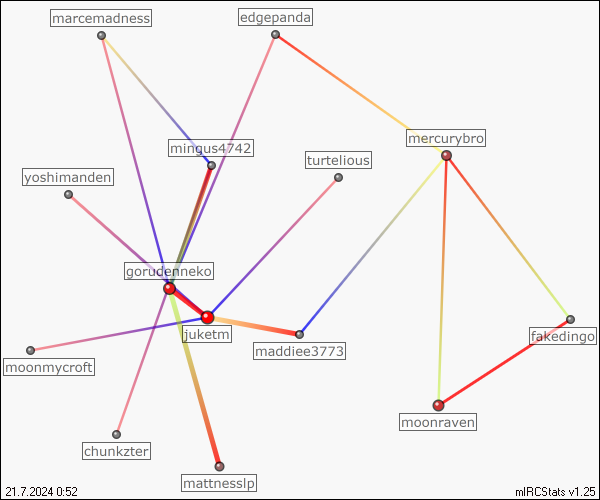 marcemadness
edgepanda
mercurybro
mingus4742
turtelious
yoshimanden
gorudenneko
juketm
maddiee3773
fakedingo
moonmycroft
moonraven
chunkzter
mattnesslp
21.7.2024 0:52
mIRCStats v1.25